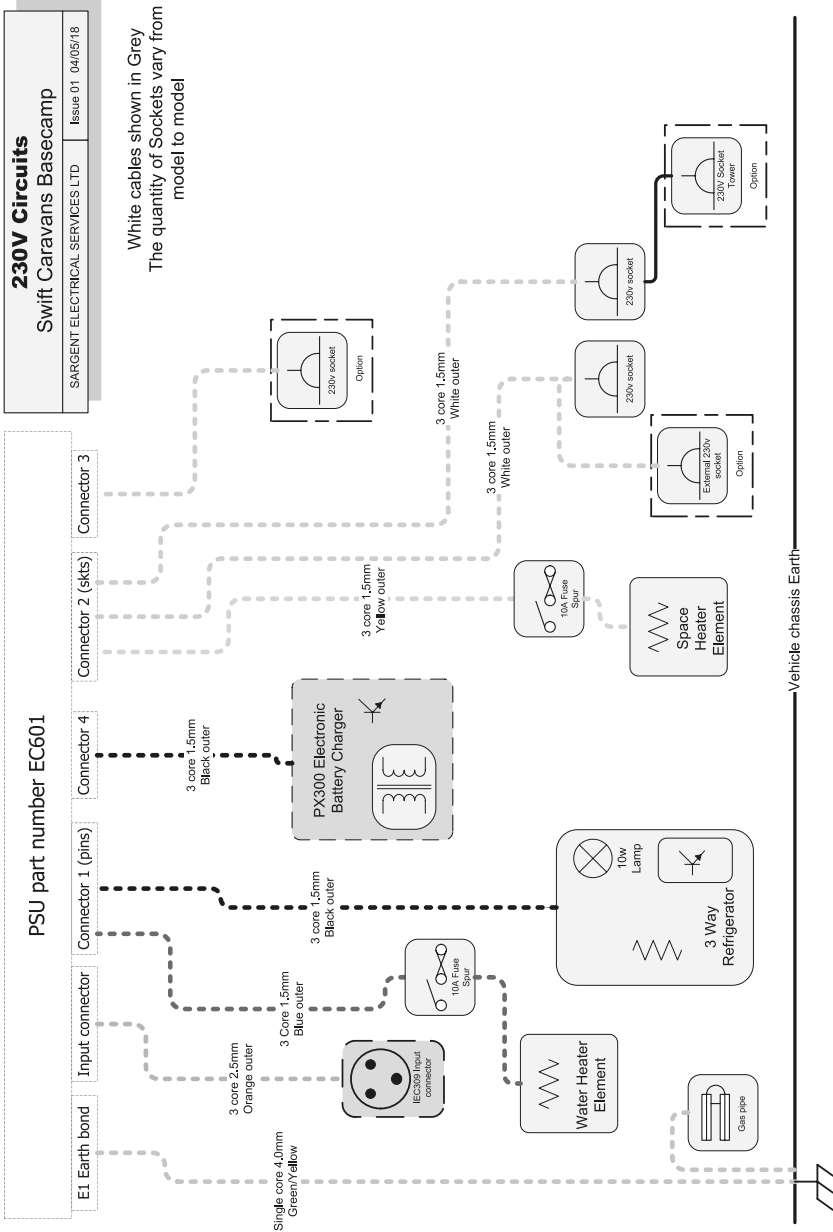 230V Circuits
Swift Caravans Basecamp
SARGENT ELECTRICAL SERVICES LTD
Issue 01 04/05/18
White cables shown in Grey
The quantity of Sockets vary from
model to model
PSU part number EC601
E1 Earth bond
Input connector
Connector 1 (pins)
Connector 4
Connector 2 (skts)
Connector 3
Single core 4.0mm
Green/Yellow
3 core 2.5mm
Orange outer
3 Core 1.5mm
Blue outer
3 core 1.5mm
Black outer
3 core 1.5mm
Black outer
3 core 1.5mm
Yellow outer
3 core 1.5mm
White outer
3 core 1.5mm
White outer
IEC309 Input
connector
10A Fuse
Spur
Water Heater
Element
Gas pipe
10w
Lamp
3 Way
Refrigerator
PX300 Electronic
Battery Charger
10A Fuse
Spur
Space
Heater
Element
230v socket
Option
230v socket
External 230v
socket
Option
230v socket
230V Socket
Tower
Option
Vehicle chassis Earth